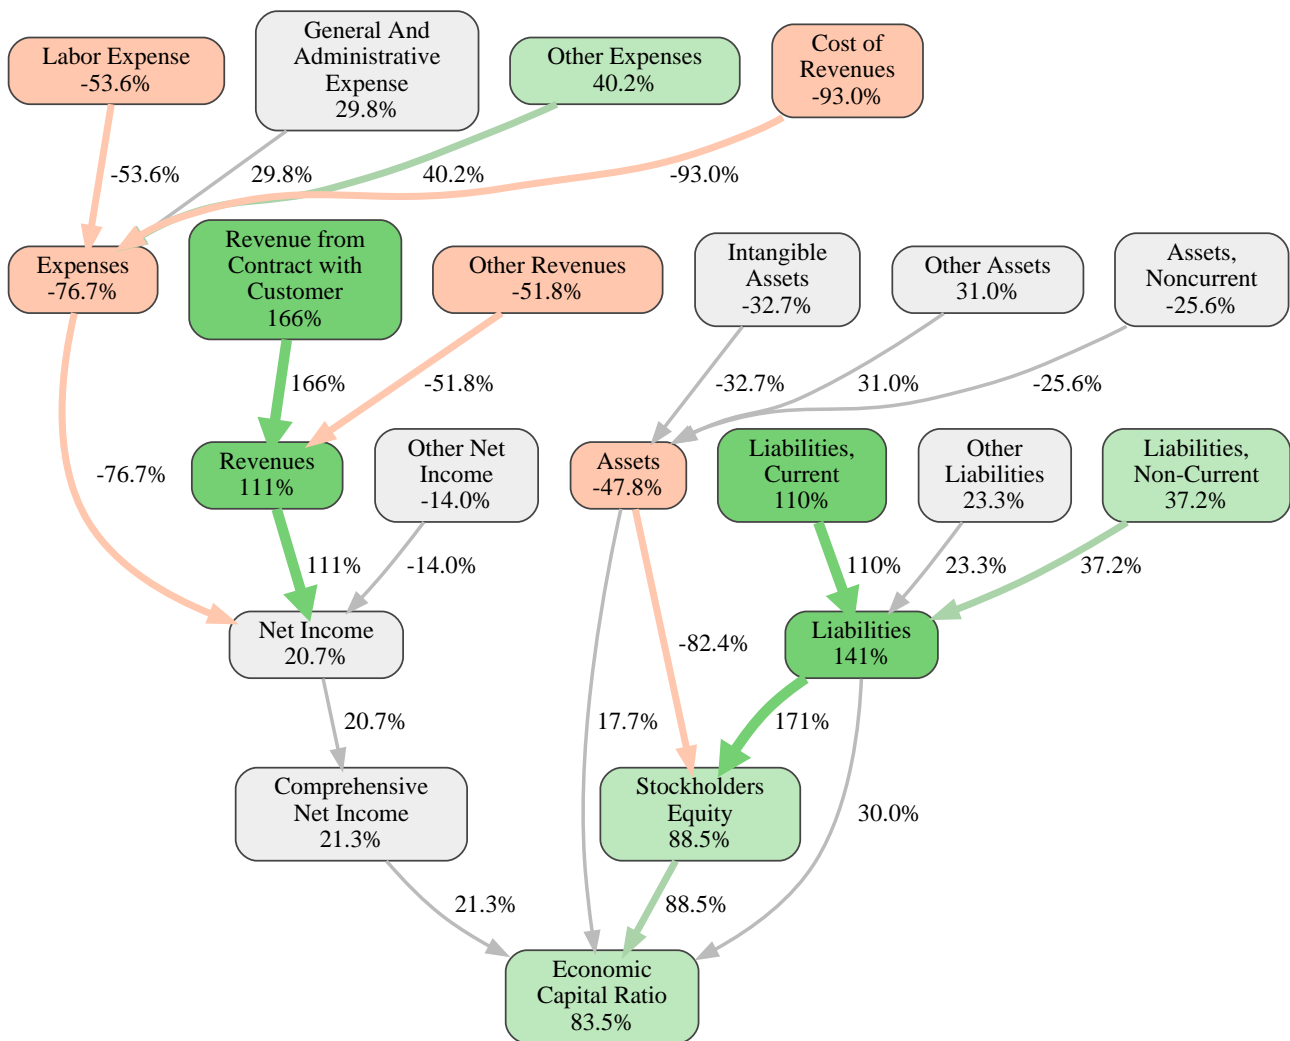 Labor Expense
-53.6%
General And
Administrative
Expense
29.8%
Other Expenses
40.2%
Cost of
Revenues
-93.0%
-53.6%
29.8%
40.2%
-93.0%
Expenses
-76.7%
Revenue from
Contract with
Customer
166%
Other Revenues
-51.8%
Intangible
Assets
-32.7%
Other Assets
31.0%
Assets,
Noncurrent
-25.6%
166%
-51.8%
-32.7%
31.0%
-25.6%
-76.7%
Revenues
111%
Other Net
Income
-14.0%
Assets
-47.8%
Liabilities,
Current
110%
Other
Liabilities
23.3%
Liabilities,
Non-Current
37.2%
111%
-14.0%
110%
23.3%
37.2%
Net Income
20.7%
-82.4%
Liabilities
141%
20.7%
17.7%
171%
30.0%
Comprehensive
Net Income
21.3%
Stockholders
Equity
88.5%
21.3%
88.5%
Economic
Capital Ratio
83.5%